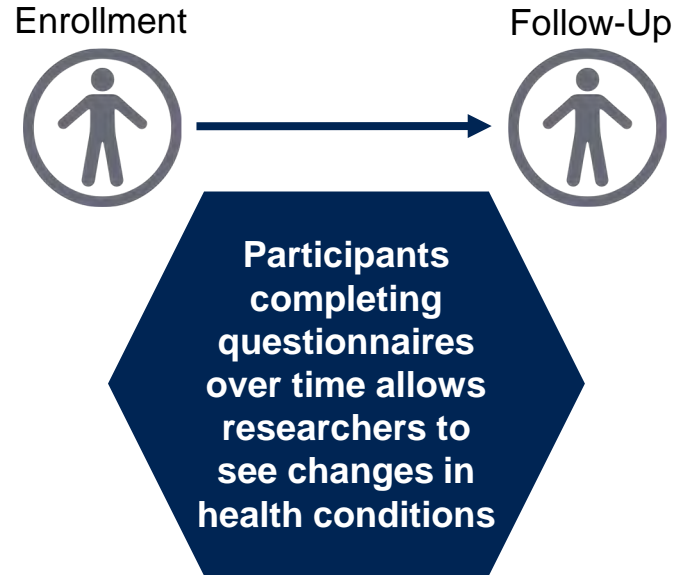 Enrollment
Follow-Up
Participants
completing
questionnaires
over time allows
researchers to
see changes in
health conditions